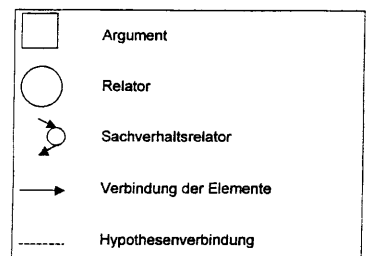 Argument
Relator
Sachverhaltsrelator
Verbindung der Elemente
Hypothesenverbindung